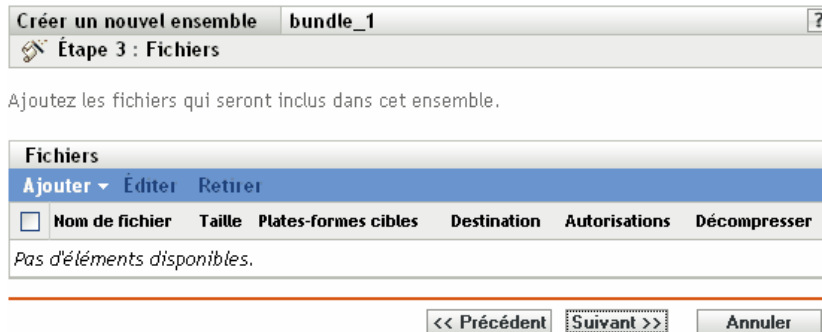 Créer un nouvel ensemble bundle_1 ?
Étape 3 : Fichiers
Ajoutez les fichiers qui seront inclus dans cet ensemble.
Fichiers
Ajouter Éditer Retirer
Nom de fichier Taille Plates-formes cibles Destination Autorisations Décompresser
Pas d'éléments disponibles.
<< Précédent Suivant >> Annuler